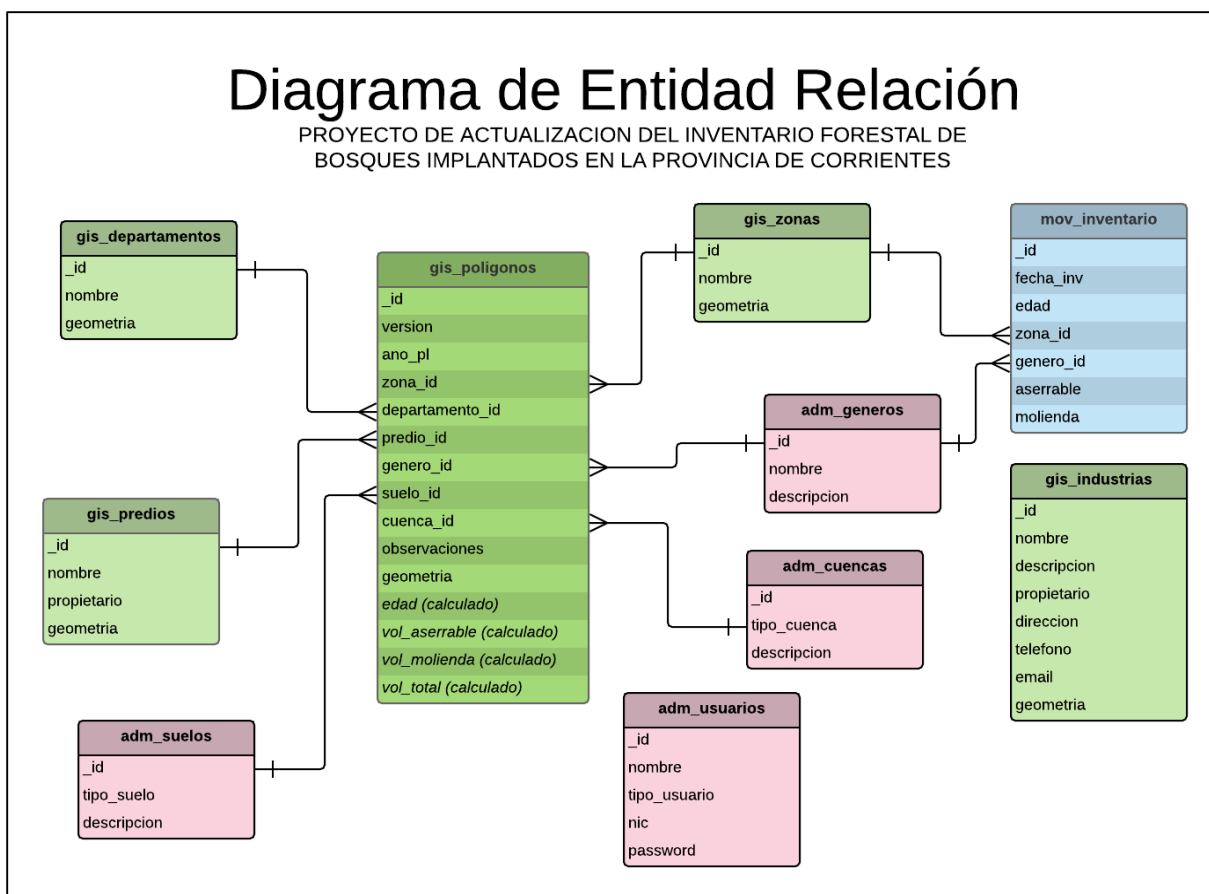 Diagrama de Entidad Relación
PROYECTO DE ACTUALIZACION DEL INVENTARIO FORESTAL DE
BOSQUES IMPLANTADOS EN LA PROVINCIA DE CORRIENTES
gis_departamentos
_id
nombre
geometria
gis_predios
_id
nombre
propietario
geometria
adm_suelos
_id
tipo_suelo
descripcion
gis_poligonos
_id
version
ano_pl
zona_id
departamento_id
predio_id
genero_id
suelo_id
cuenca_id
observaciones
geometria
edad (calculado)
vol_aserrable (calculado)
vol_molienda (calculado)
vol_total (calculado)
gis_zonas
_id
nombre
geometria
adm_generos
_id
nombre
descripcion
adm_cuencas
_id
tipo_cuenca
descripcion
adm_usuarios
_id
nombre
tipo_usuario
nic
password
mov_inventario
_id
fecha_inv
edad
zona_id
genero_id
aserrable
molienda
gis_industrias
_id
nombre
descripcion
propietario
direccion
telefono
email
geometria